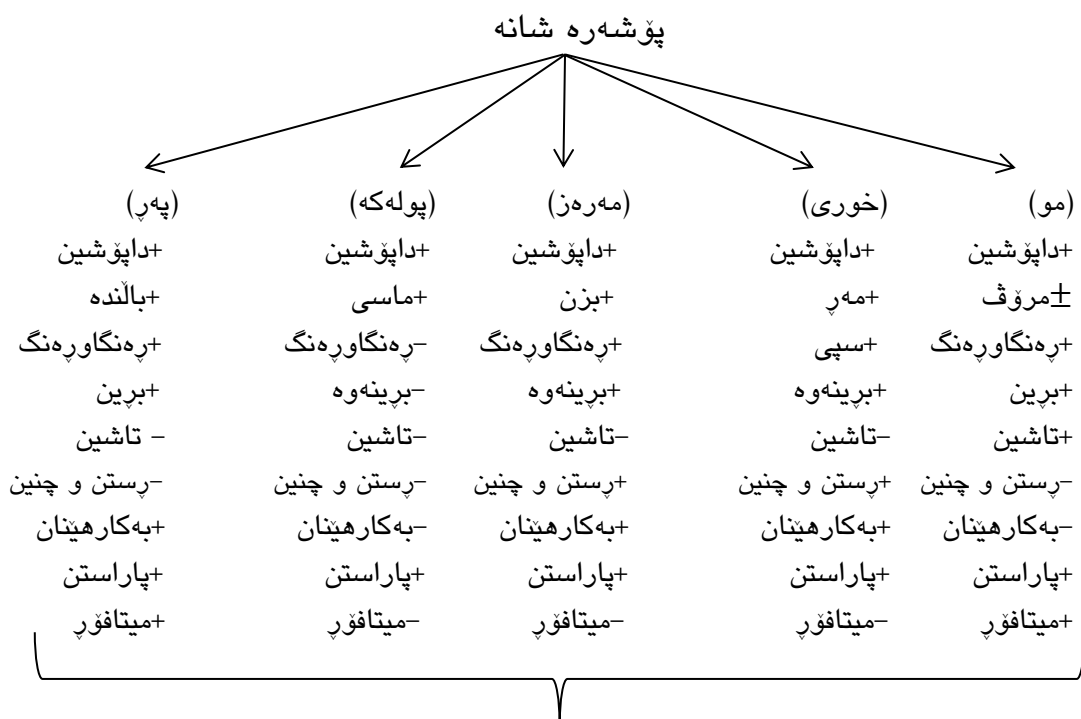 پۆشەرە شانە
(مو) (خوری) (مەرەز) (پولەکە) (پەڕ)
+داپۆشین +داپۆشین +داپۆشین +داپۆشین +داپۆشین
±مرۆڤ +مەڕ +بزن +ماسی +باڵندە
+ڕەنگاوڕەنگ +سپی +ڕەنگاوڕەنگ –ڕەنگاوڕەنگ +ڕەنگاوڕەنگ
+بڕین +بڕینەوە +بڕینەوە –بڕینەوە +بڕین
+تاشین –تاشین –تاشین –تاشین – تاشین
–ڕستن و چنین +ڕستن و چنین +ڕستن و چنین –ڕستن و چنین –ڕستن و چنین
–بەکارهێنان +بەکارهێنان +بەکارهێنان –بەکارهێنان +بەکارهێنان
+پاراستن +پاراستن +پاراستن +پاراستن +پاراستن
+میتافۆڕ –میتافۆڕ –میتافۆڕ –میتافۆڕ +میتافۆڕ